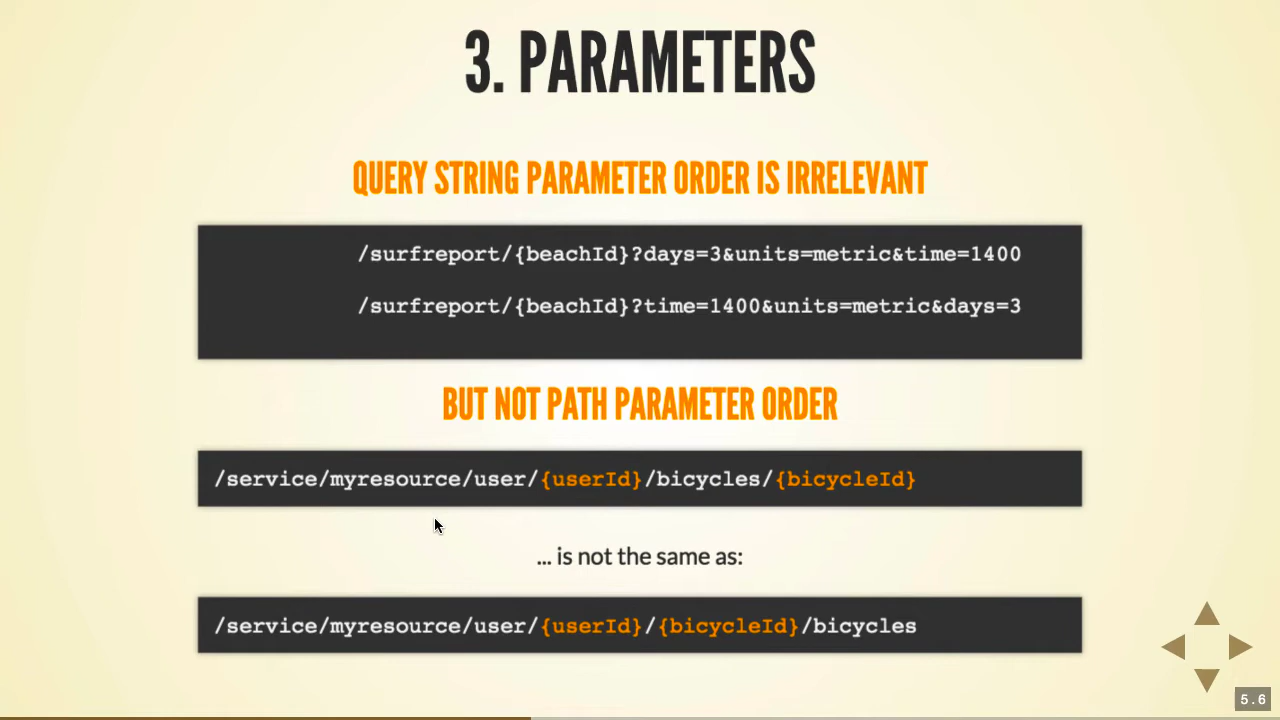 3. PARAMETERS
QUERY STRING PARAMETER ORDER IS IRRELEVANT
/surfreport/{beachId}?days=3&units=metric&time=1400
/surfreport/{beachId}?time=1400&units=metric&days=3
BUT NOT PATH PARAMETER ORDER
/service/myresource/user/{userId}/bicycles/{bicycleId}
... is not the same as:
/service/myresource/user/{userId}/{bicycleId}/bicycles
5.6